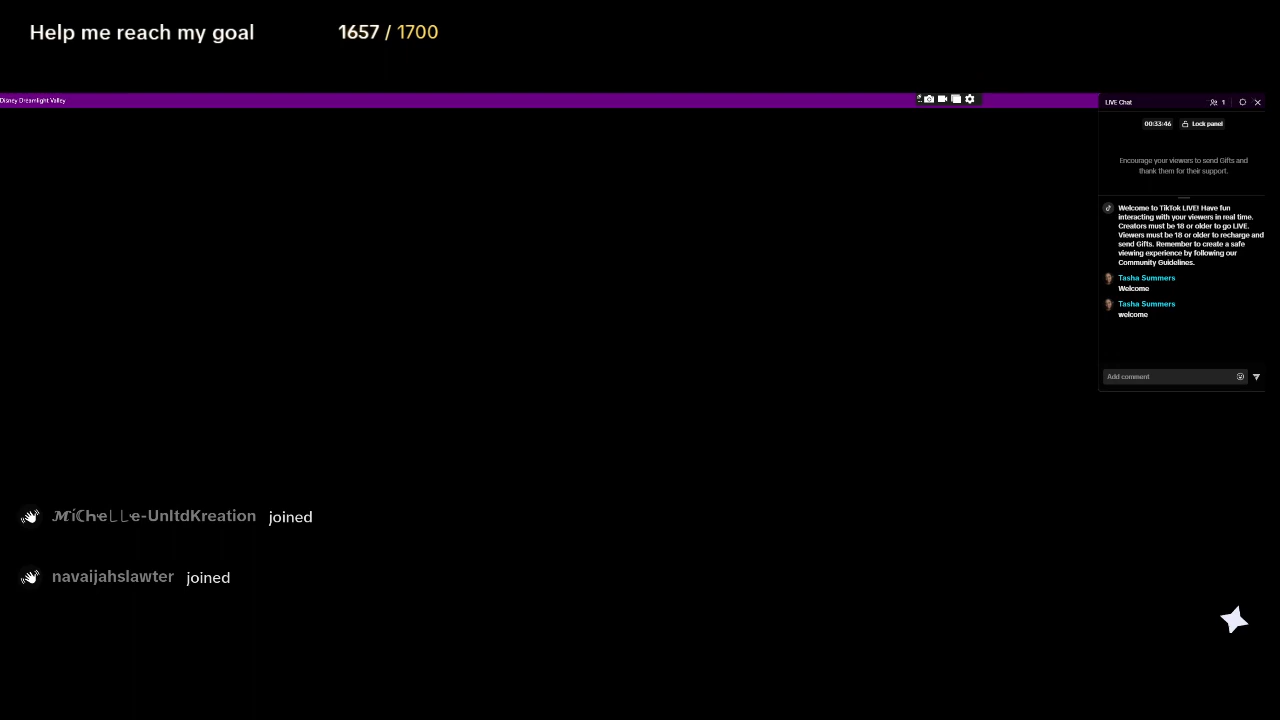 Help me reach my goal 1657 / 1700
Disney Dreamlight Valley
LIVE Chat 1
00:33:46 Lock panel
Encourage your viewers to send Gifts and
thank them for their support.
Welcome to TikTok LIVE! Have fun
interacting with your viewers in real time.
Creators must be 18 or older to go LIVE.
Viewers must be 18 or older to recharge and
send Gifts. Remember to create a safe
viewing experience by following our
Community Guidelines.
Tasha Summers
Welcome
Tasha Summers
welcome
Add comment
ℳí☾հҽ𝘓𝘓ҽ-UnltdKreation joined
navaijahslawter joined